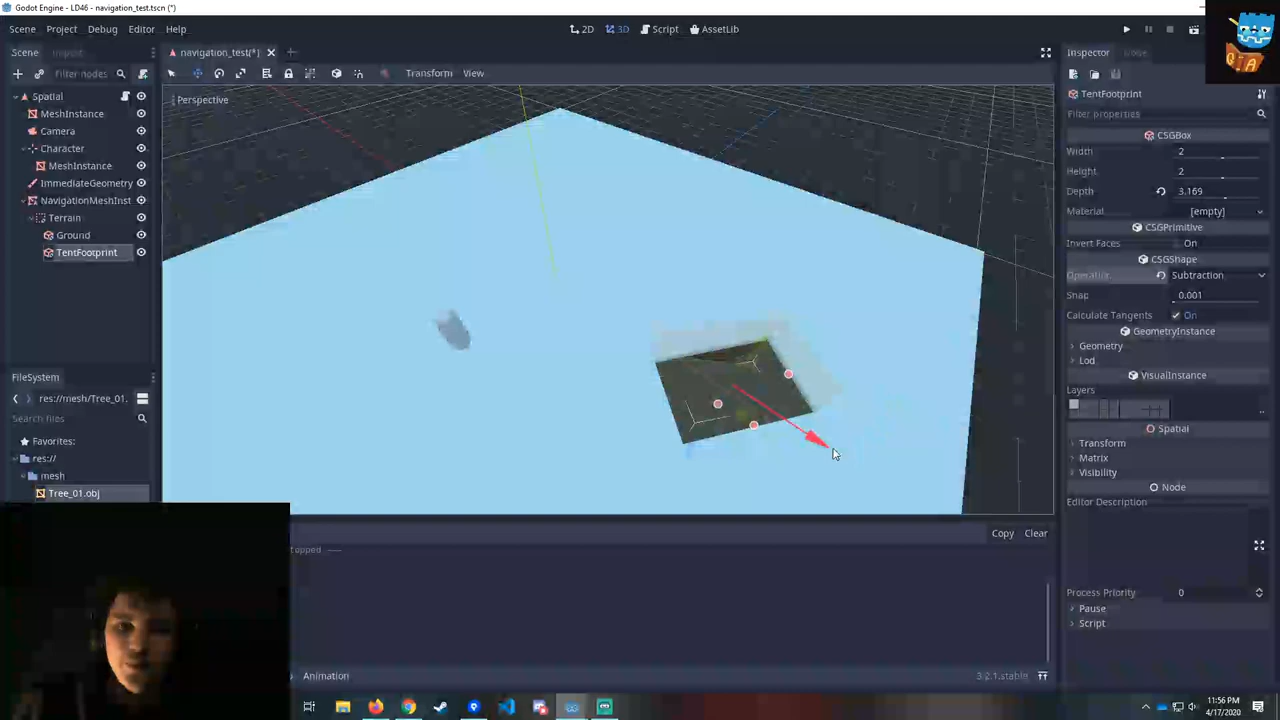 Godot Engine - LD46 - navigation_test.tscn (*)
Scene Project Debug Editor Help
2D 3D Script AssetLib
Q A
Scene Import
navigation_test(*)
Inspector Node
Filter nodes
Transform View
TentFootprint
Perspective
Filter properties
Spatial
MeshInstance
Camera
Character
MeshInstance
ImmediateGeometry
NavigationMeshInst
Terrain
Ground
TentFootprint
CSGBox
Width 2
Height 2
Depth 3.169
Material [empty]
CSGPrimitive
Invert Faces On
CSGShape
Operation Subtraction
Snap 0.001
Calculate Tangents On
GeometryInstance
Geometry
Lod
VisualInstance
Layers
..
Spatial
Transform
Matrix
Visibility
Node
Editor Description
Process Priority 0
Pause
Script
FileSystem
res://mesh/Tree_01.
Search files
Favorites:
res://
mesh
Tree_01.obj
Copy Clear
topped ---
Animation
3.2.1.stable
11:56 PM
4/17/2020